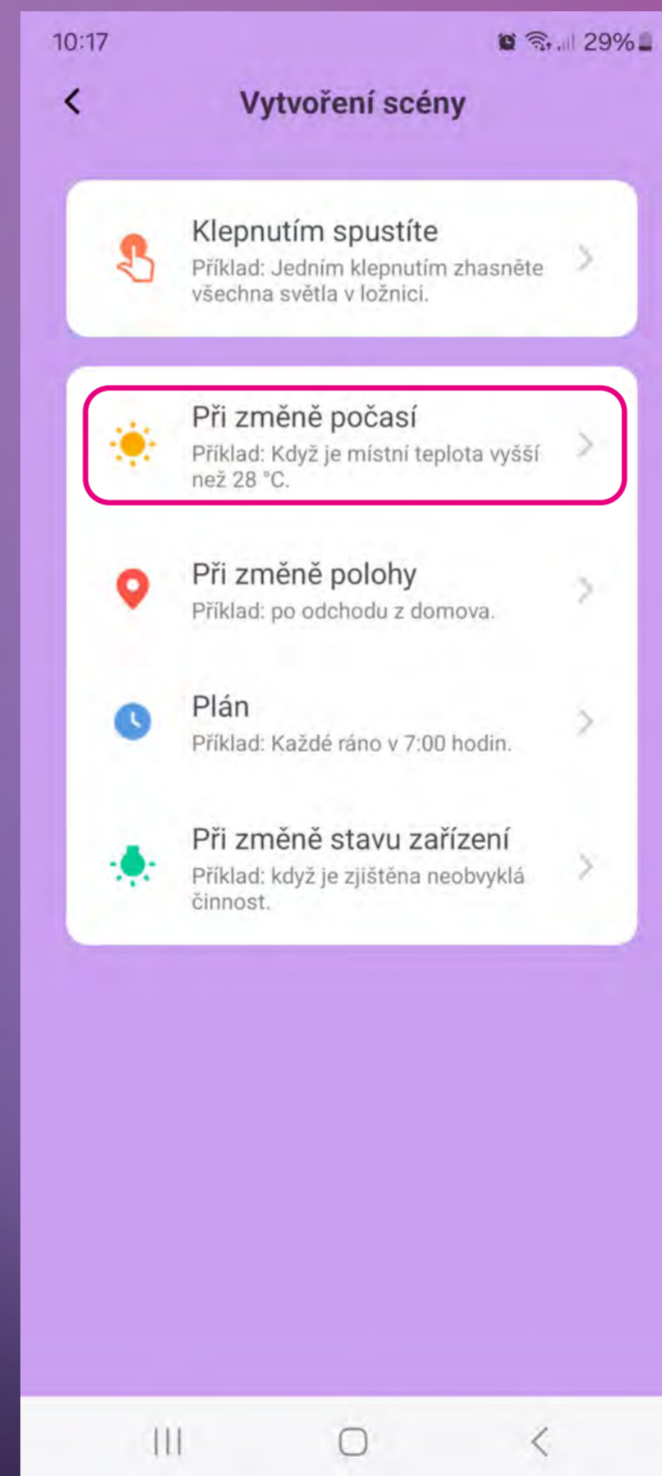 10:17 29%
Vytvoření scény
Klepnutím spustíte
Příklad: Jedním klepnutím zhasněte
všechna světla v ložnici.
Při změně počasí
Příklad: Když je místní teplota vyšší
než 28 °C.
Při změně polohy
Příklad: po odchodu z domova.
Plán
Příklad: Každé ráno v 7:00 hodin.
Při změně stavu zařízení
Příklad: když je zjištěna neobvyklá
činnost.